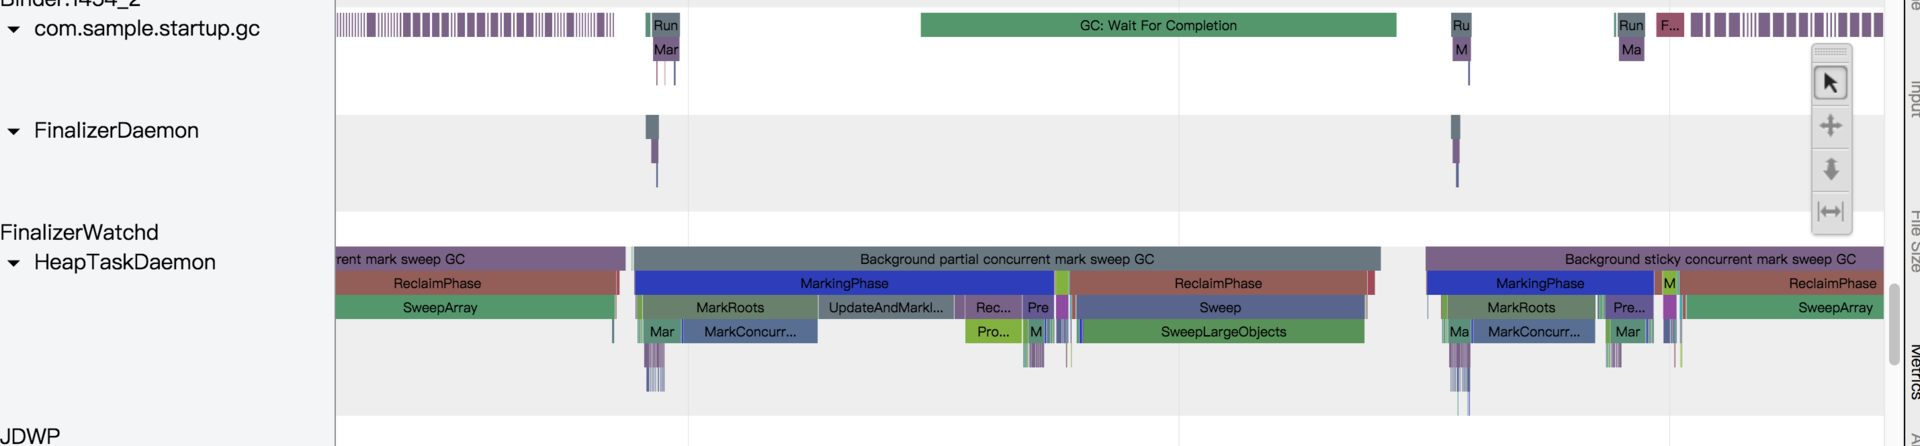 com.sample.startup.gc
Run GC: Wait For Completion Ru Run F...
Mar M Ma
FinalizerDaemon
FinalizerWatchd
HeapTaskDaemon
rent mark sweep GC Background partial concurrent mark sweep GC Background sticky concurrent mark sweep GC
ReclaimPhase MarkingPhase ReclaimPhase MarkingPhase M ReclaimPhase
SweepArray MarkRoots UpdateAndMarkI... Rec... Pre Sweep MarkRoots Pre... SweepArray
Mar MarkConcurr... Pro... M SweepLargeObjects Ma MarkConcurr... Mar
JDWP
Input
File Size
Metrics